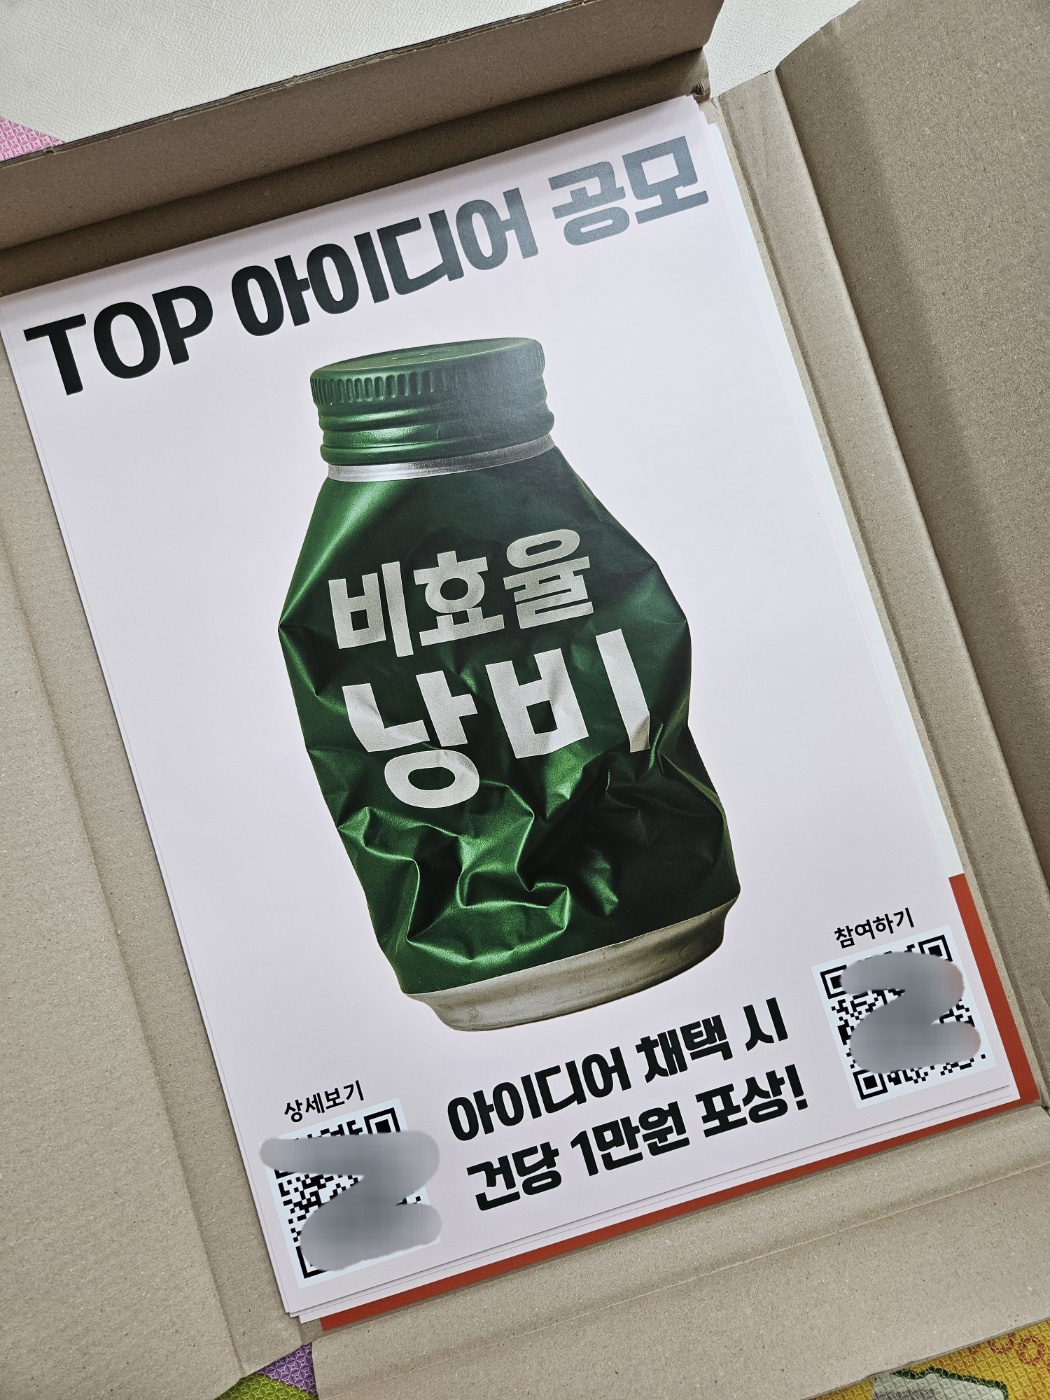 TOP 아이디어 공모
비효율
낭비
참여하기
상세보기
아이디어 채택 시
건당 1만원 포상!